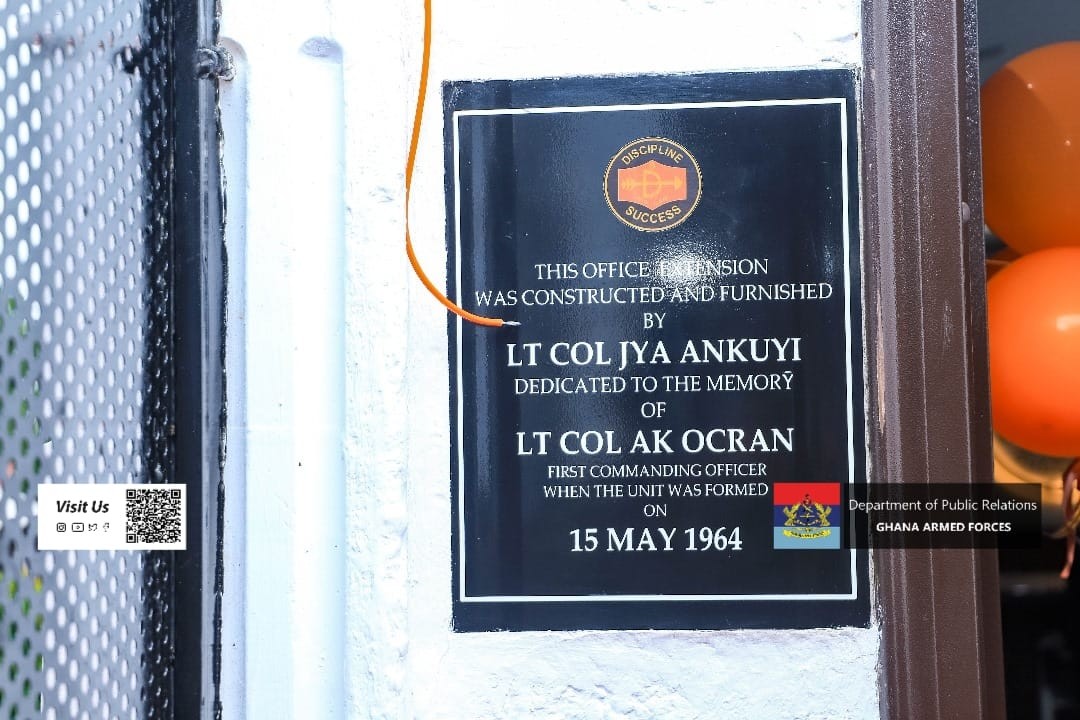 DISCIPLINE
SUCCESS
THIS OFFICE EXTENSION
WAS CONSTRUCTED AND FURNISHED
BY
LT COL JYA ANKUYI
DEDICATED TO THE MEMORY
OF
LT COL AK OCRAN
FIRST COMMANDING OFFICER
WHEN THE UNIT WAS FORMED
ON
15 MAY 1964
Visit Us
Department of Public Relations
GHANA ARMED FORCES